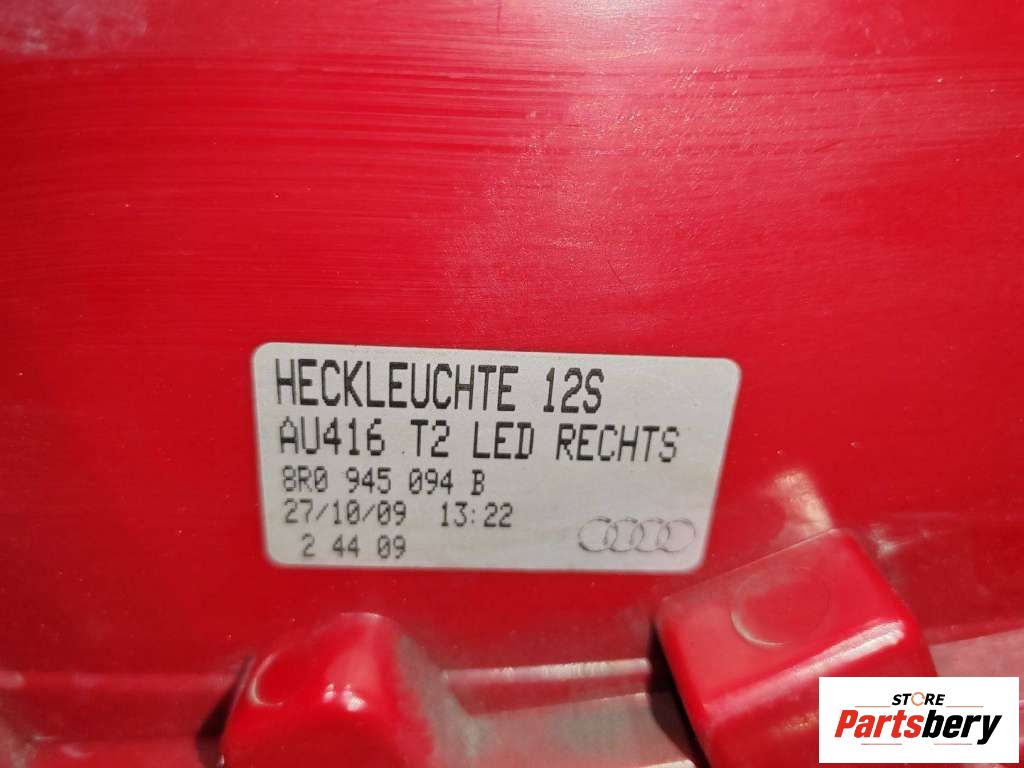 HECKLEUCHTE 12S
AU416 T2 LED RECHTS
8R0 945 094 B
27/10/09 13:22
2 44 09
STORE
Partsbery